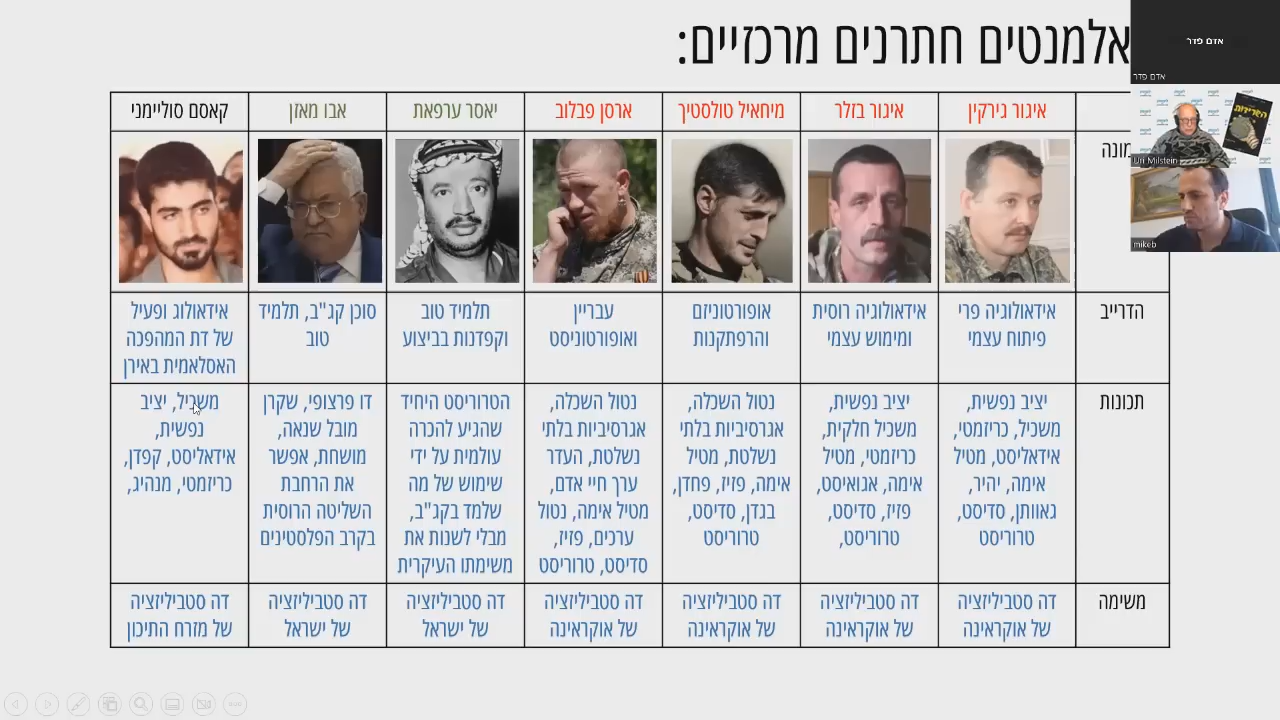 אלמנטים חתרנים מרכזיים:
אדם פדר
אדם פדר
Uri Milstein
mikeb
איגור גירקין
איגור בזלר
מיחאיל טולסטיך
ארסן פבלוב
יאסר ערפאת
אבו מאזן
קאסם סוליימני
הדרייב
אידאולוגיה פרי
פיתוח עצמי
אידאולוגיה רוסית
ומימוש עצמי
אופורטוניזם
והרפתקנות
עבריין
ואופורטוניסט
תלמיד טוב
וקפדנות בביצוע
סוכן קג"ב, תלמיד
טוב
אידאולוג ופעיל
של דת המהפכה
האסלאמית באירן
תכונות
יציב נפשית,
משכיל, כריזמטי,
אידאליסט, מטיל
אימה, יהיר,
גאוותן, סדיסט,
טרוריסט
יציב נפשית,
משכיל חלקית,
כריזמטי, מטיל
אימה, אגואיסט,
פזיז, סדיסט,
טרוריסט,
נטול השכלה,
אגרסיביות בלתי
נשלטת, מטיל
אימה, פזיז, פחדן,
בגדן, סדיסט,
טרוריסט
נטול השכלה,
אגרסיביות בלתי
נשלטת, העדר
ערך חיי אדם,
מטיל אימה, נטול
ערכים, פזיז,
סדיסט, טרוריסט
הטרוריסט היחיד
שהגיע להכרה
עולמית על ידי
שימוש של מה
שלמד בקג"ב,
מבלי לשנות את
משימתו העיקרית
דו פרצופי, שקרן
מובל שנאה,
מושחת, אפשר
את הרחבת
השליטה הרוסית
בקרב הפלסטינים
משכיל, יציב
נפשית,
אידאליסט, קפדן,
כריזמטי, מנהיג,
משימה
דה סטביליזציה
של אוקראינה
דה סטביליזציה
של אוקראינה
דה סטביליזציה
של אוקראינה
דה סטביליזציה
של אוקראינה
דה סטביליזציה
של ישראל
דה סטביליזציה
של ישראל
דה סטביליזציה
של מזרח התיכון